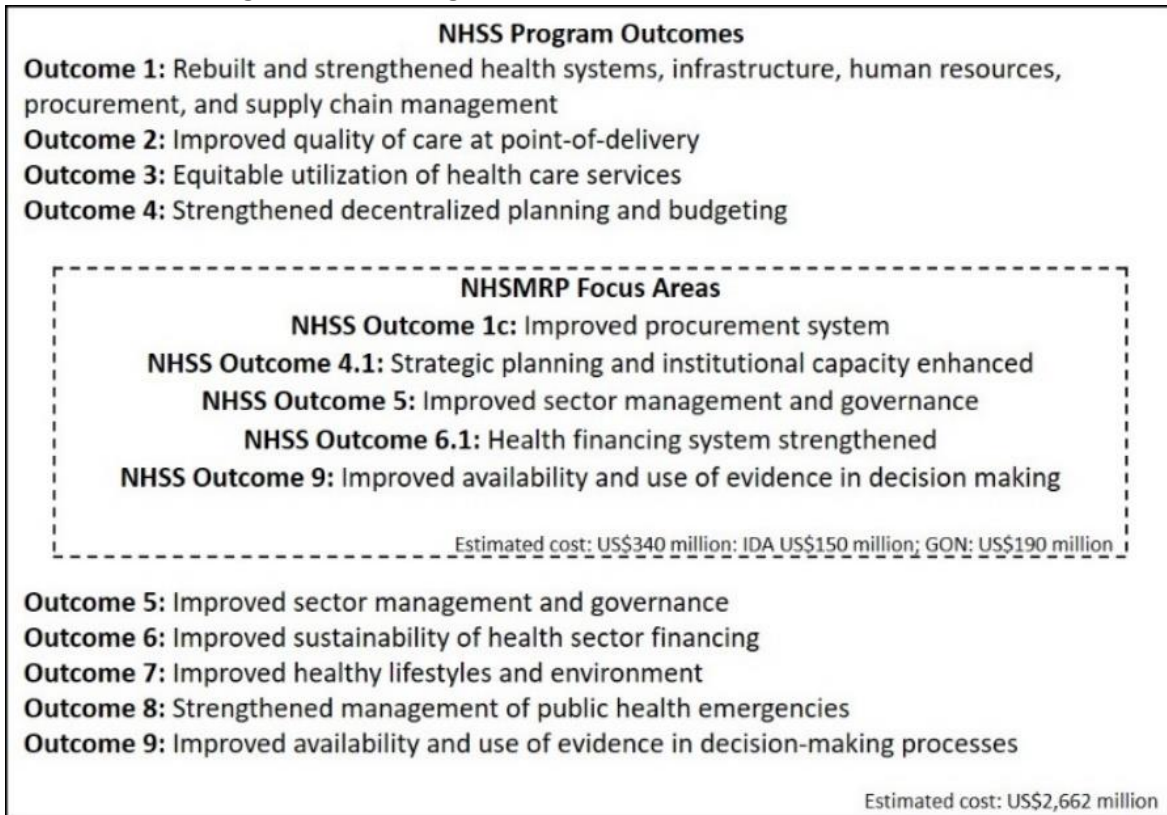 NHSS Program Outcomes
Outcome 1: Rebuilt and strengthened health systems, infrastructure, human resources,
procurement, and supply chain management
Outcome 2: Improved quality of care at point-of-delivery
Outcome 3: Equitable utilization of health care services
Outcome 4: Strengthened decentralized planning and budgeting
NHSMRP Focus Areas
NHSS Outcome 1c: Improved procurement system
NHSS Outcome 4.1: Strategic planning and institutional capacity enhanced
NHSS Outcome 5: Improved sector management and governance
NHSS Outcome 6.1: Health financing system strengthened
NHSS Outcome 9: Improved availability and use of evidence in decision making
Estimated cost: US$340 million: IDA US$150 million; GON: US$190 million
Outcome 5: Improved sector management and governance
Outcome 6: Improved sustainability of health sector financing
Outcome 7: Improved healthy lifestyles and environment
Outcome 8: Strengthened management of public health emergencies
Outcome 9: Improved availability and use of evidence in decision-making processes
Estimated cost: US$2,662 million